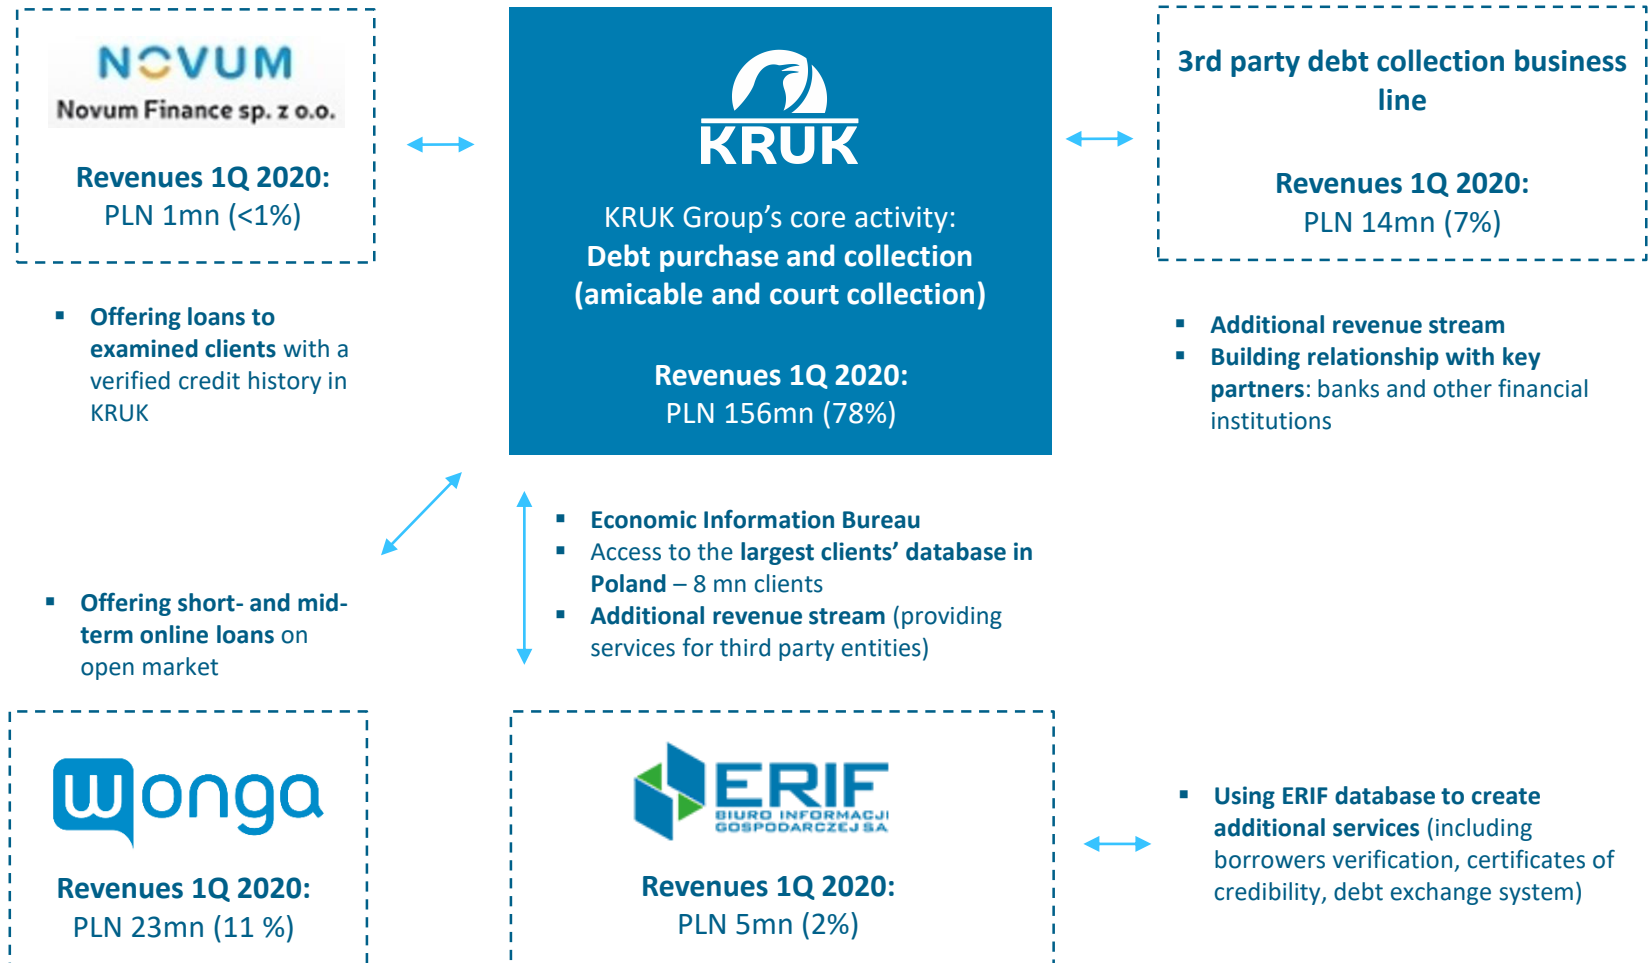 NOVUM
Novum Finance sp. z o.o.
Revenues 1Q 2020:
PLN 1mn (<1%)
▪ Offering loans to
examined clients with a
verified credit history in
KRUK
KRUK
KRUK Group’s core activity:
Debt purchase and collection
(amicable and court collection)
Revenues 1Q 2020:
PLN 156mn (78%)
3rd party debt collection business
line
Revenues 1Q 2020:
PLN 14mn (7%)
▪ Additional revenue stream
▪ Building relationship with key
partners: banks and other financial
institutions
▪ Economic Information Bureau
▪ Access to the largest clients’ database in
Poland – 8 mn clients
▪ Additional revenue stream (providing
services for third party entities)
▪ Offering short- and mid-
term online loans on
open market
wonga
Revenues 1Q 2020:
PLN 23mn (11 %)
ERIF
BIURO INFORMACJI
GOSPODARCZEJ SA
Revenues 1Q 2020:
PLN 5mn (2%)
▪ Using ERIF database to create
additional services (including
borrowers verification, certificates of
credibility, debt exchange system)